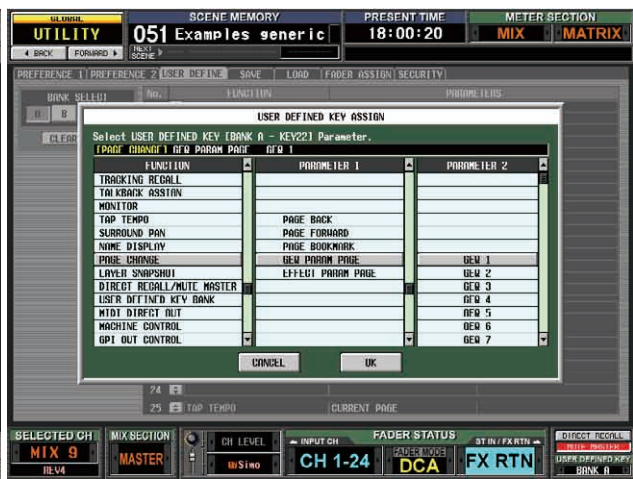 GLOBAL
UTILITY
BACK FORWARD
SCENE MEMORY
051 Examples generic
NEXT SCENE
PRESENT TIME
18:00:20
METER SECTION
MIX MATRIX
PREFERENCE 1 PREFERENCE 2 USER DEFINE SAVE LOAD FADER ASSIGN SECURITY
BANK SELECT No. FUNCTION PARAMETERS
B
CLEAR
USER DEFINED KEY ASSIGN
Select USER DEFINED KEY [BANK A - KEY22] Parameter.
[PAGE CHANGE] GEQ PARAM PAGE GEQ 1
FUNCTION PARAMETER 1 PARAMETER 2
TRACKING RECALL
TALKBACK ASSIGN
MONITOR
TAP TEMPO PAGE BACK
SURROUND PAN PAGE FORWARD
NAME DISPLAY PAGE BOOKMARK
PAGE CHANGE GEQ PARAM PAGE GEQ 1
LAYER SNAPSHOT EFFECT PARAM PAGE GEQ 2
DIRECT RECALL/MUTE MASTER GEQ 3
USER DEFINED KEY BANK GEQ 4
MIDI DIRECT OUT GEQ 5
MACHINE CONTROL GEQ 6
GPI OUT CONTROL GEQ 7
CANCEL OK
24
25 TAP TEMPO CURRENT PAGE
SELECTED CH
MIX 9
REV4
MIX SECTION
MASTER
CH LEVEL
FADER STATUS
INPUT CH
CH 1-24
FADER MODE
DCA
ST IN / FX RTN
FX RTN
DIRECT RECALL
MUTE MASTER
USER DEFINED KEY
BANK A